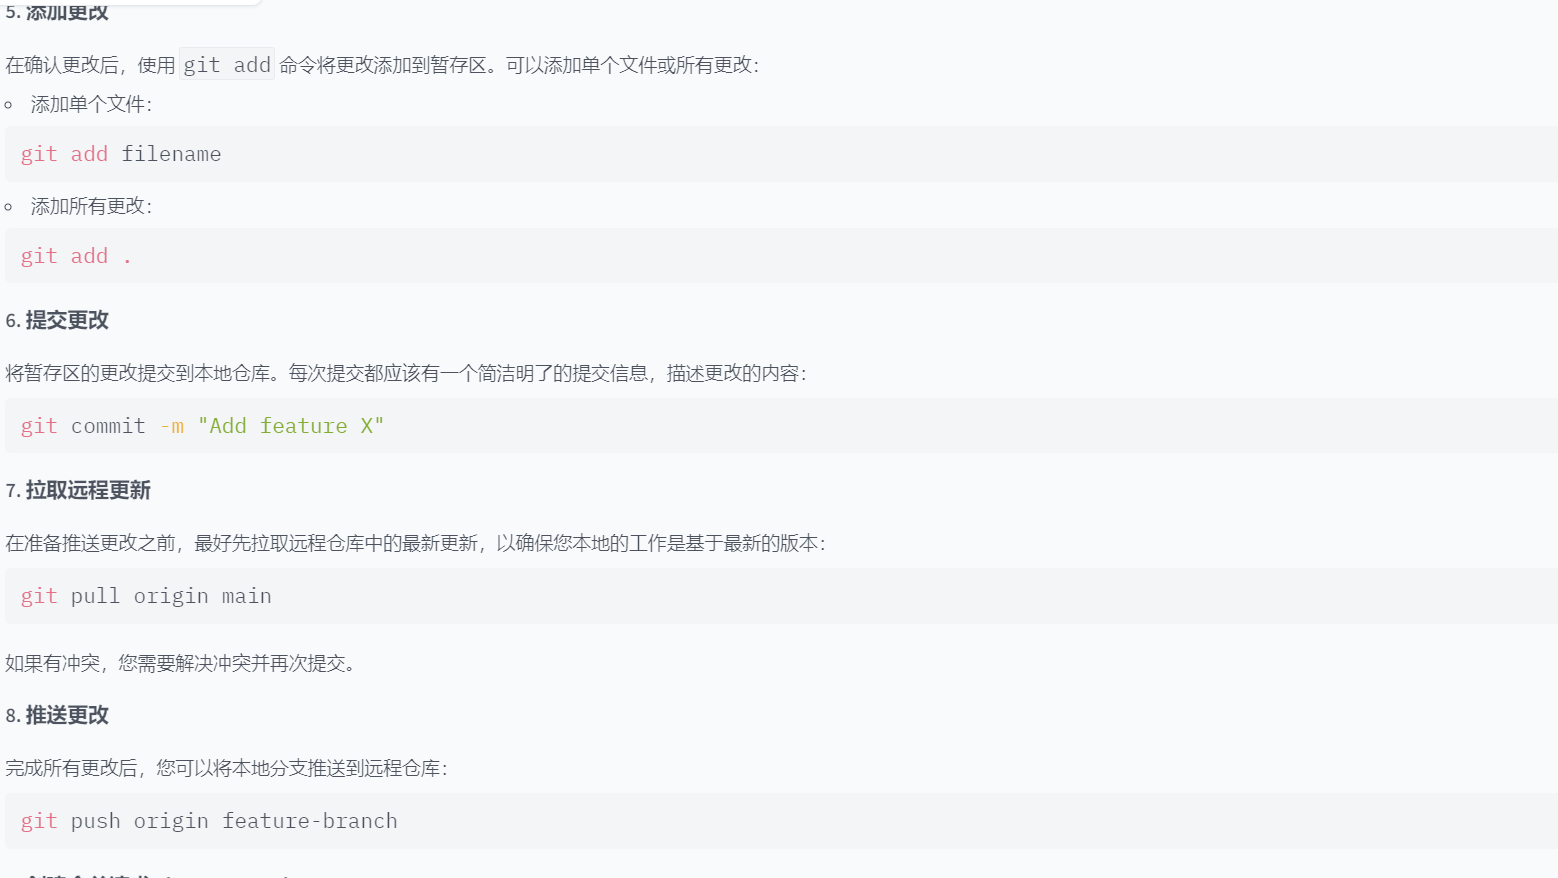 5. 添加更改
在确认更改后，使用 git add 命令将更改添加到暂存区。可以添加单个文件或所有更改：
添加单个文件：
git add filename
添加所有更改：
git add .
6. 提交更改
将暂存区的更改提交到本地仓库。每次提交都应该有一个简洁明了的提交信息，描述更改的内容：
git commit -m "Add feature X"
7. 拉取远程更新
在准备推送更改之前，最好先拉取远程仓库中的最新更新，以确保您本地的工作是基于最新的版本：
git pull origin main
如果有冲突，您需要解决冲突并再次提交。
8. 推送更改
完成所有更改后，您可以将本地分支推送到远程仓库：
git push origin feature-branch